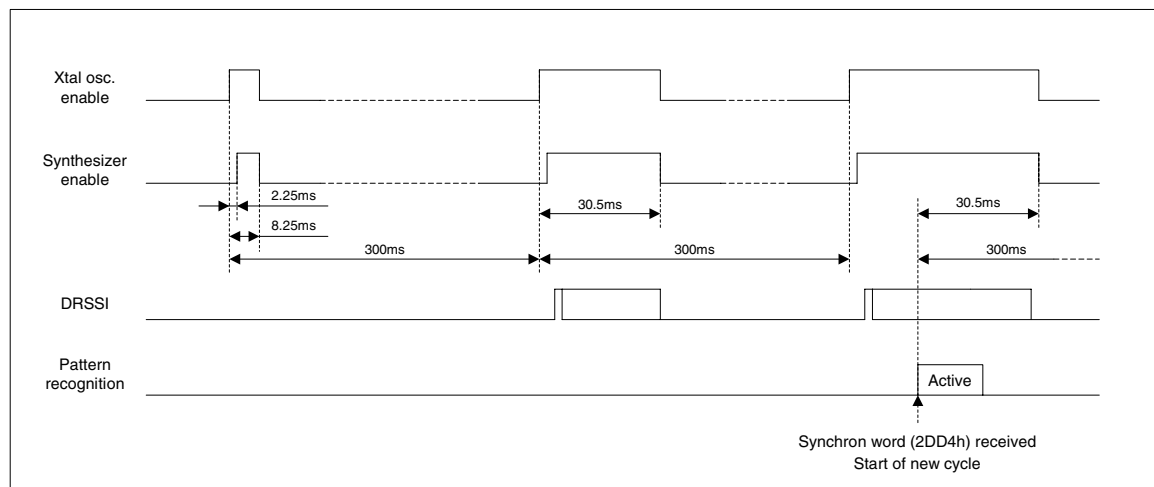 Xtal osc.
enable
Synthesizer
enable
2.25ms
30.5ms
30.5ms
8.25ms
300ms
300ms
300ms
DRSSI
Pattern
recognition
Active
Synchron word (2DD4h) received
Start of new cycle